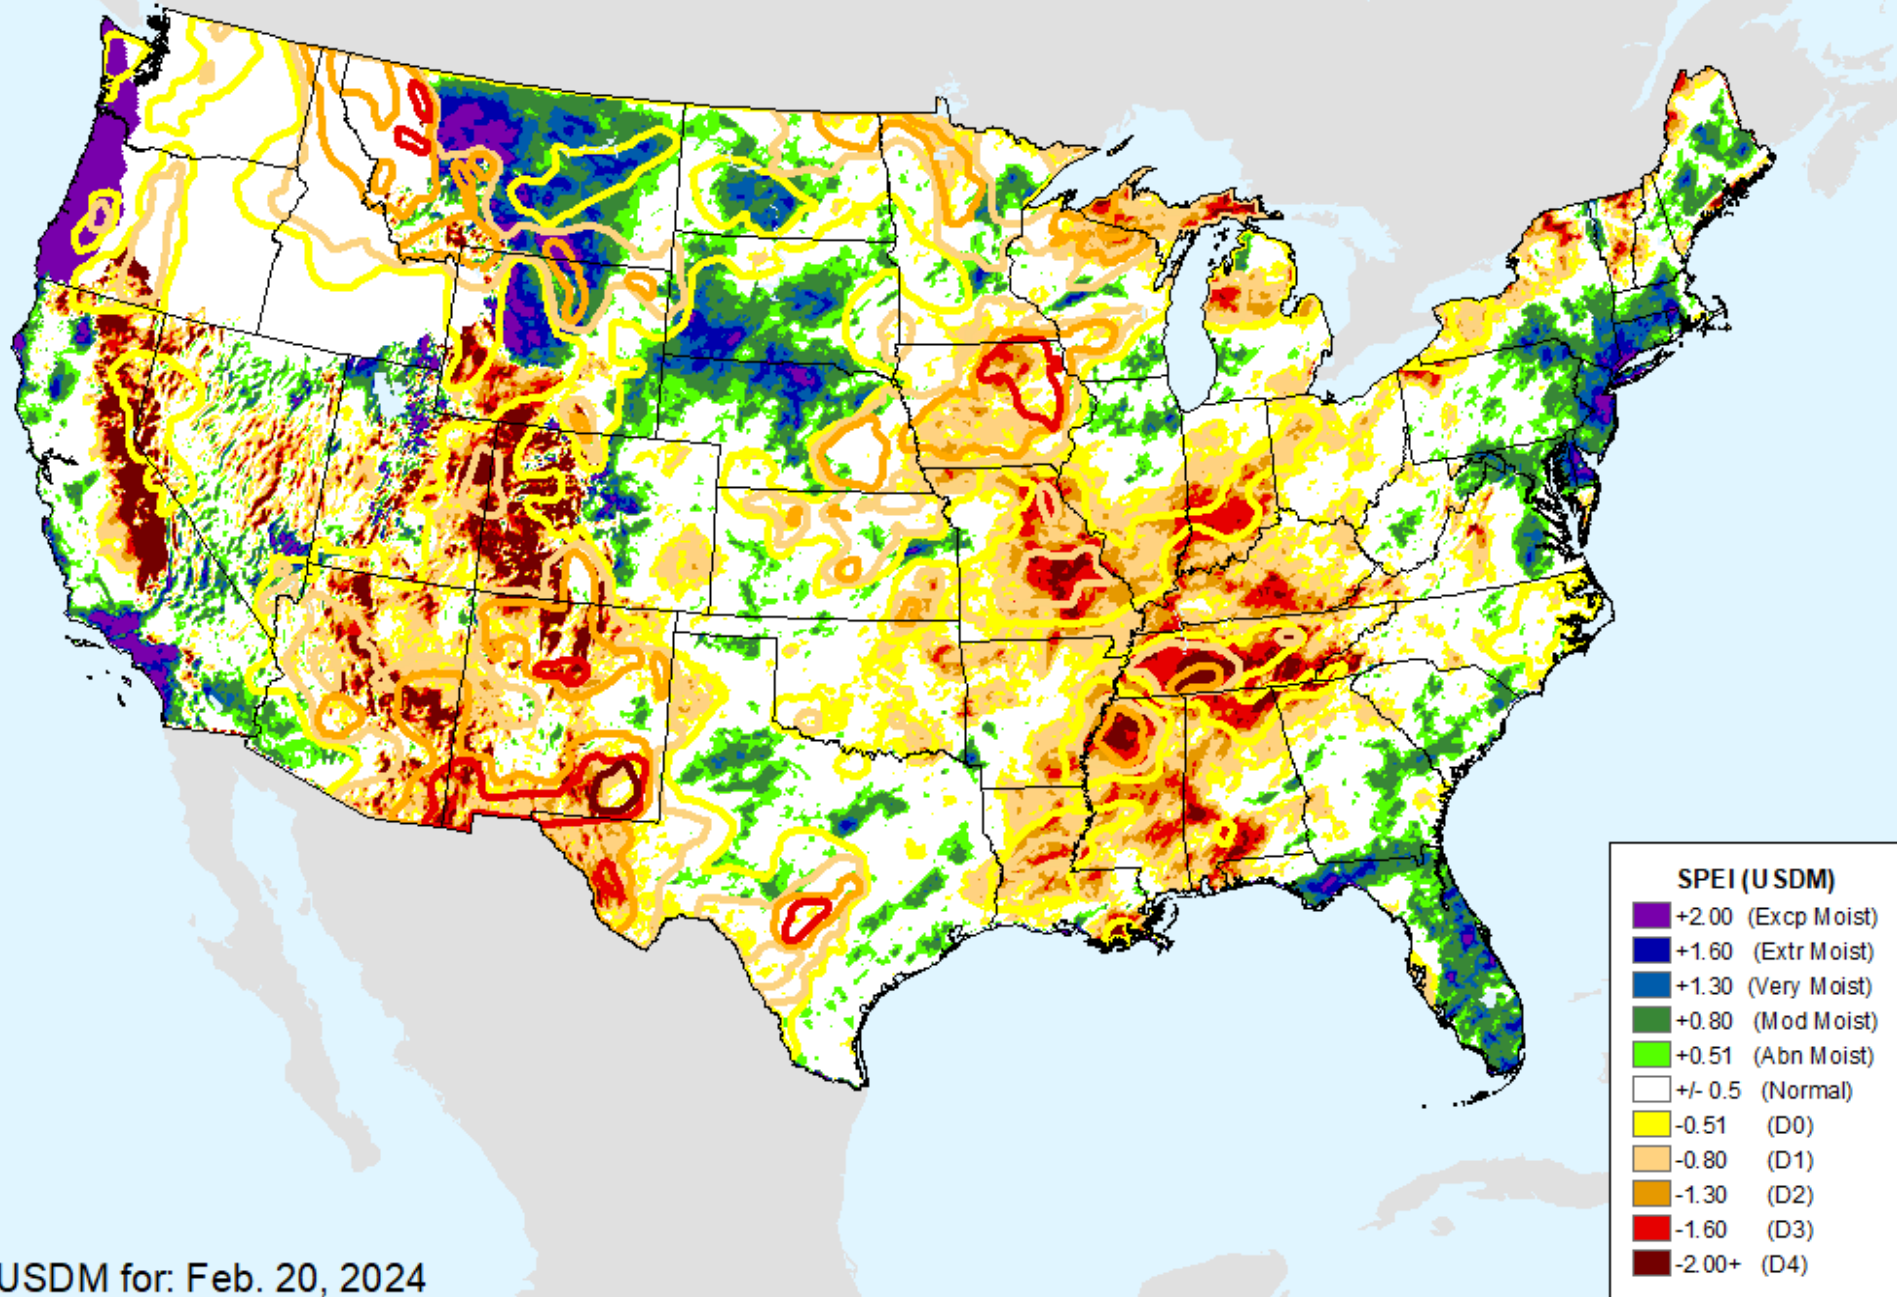 SPEI (USDM)
+2.00 (Excp Moist)
+1.60 (Extr Moist)
+1.30 (Very Moist)
+0.80 (Mod Moist)
+0.51 (Abn Moist)
+/- 0.5 (Normal)
-0.51 (D0)
-0.80 (D1)
-1.30 (D2)
-1.60 (D3)
-2.00+ (D4)
USDM for: Feb. 20, 2024